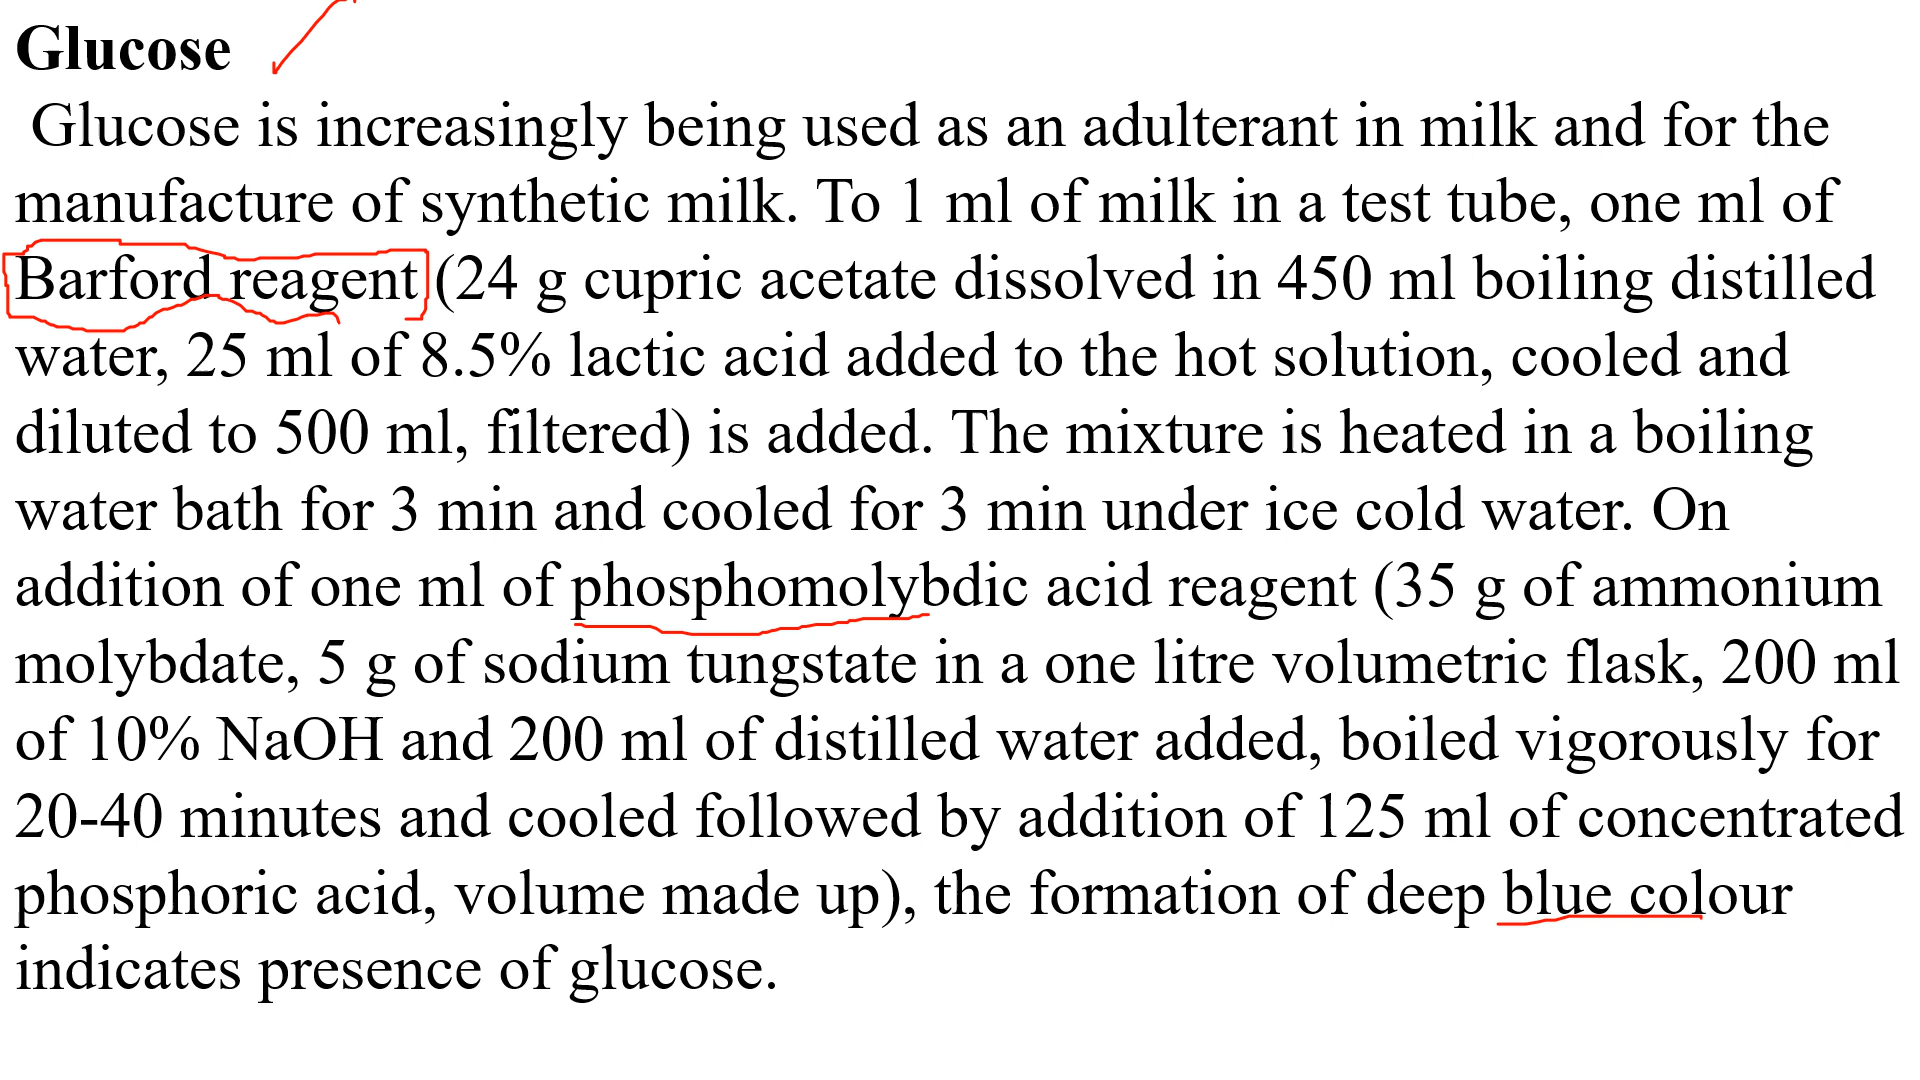 Glucose
Glucose is increasingly being used as an adulterant in milk and for the
manufacture of synthetic milk. To 1 ml of milk in a test tube, one ml of
Barford reagent (24 g cupric acetate dissolved in 450 ml boiling distilled
water, 25 ml of 8.5% lactic acid added to the hot solution, cooled and
diluted to 500 ml, filtered) is added. The mixture is heated in a boiling
water bath for 3 min and cooled for 3 min under ice cold water. On
addition of one ml of phosphomolybdic acid reagent (35 g of ammonium
molybdate, 5 g of sodium tungstate in a one litre volumetric flask, 200 ml
of 10% NaOH and 200 ml of distilled water added, boiled vigorously for
20-40 minutes and cooled followed by addition of 125 ml of concentrated
phosphoric acid, volume made up), the formation of deep blue colour
indicates presence of glucose.